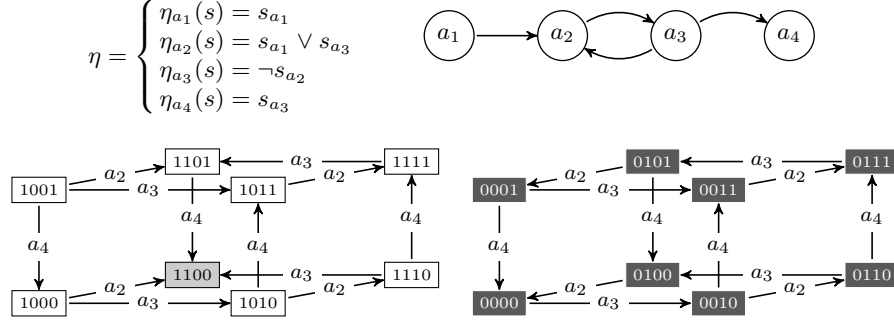 η_{a_1}(s) = s_{a_1}
η_{a_2}(s) = s_{a_1} ∨ s_{a_3}
η =
η_{a_3}(s) = ¬s_{a_2}
η_{a_4}(s) = s_{a_3}
a_1 a_2 a_3 a_4
1101 a_3 1111 0101 a_3 0111
a_2 a_2 a_2 a_2
1001 a_3 1011 0001 a_3 0011
a_4 a_4 a_4 a_4 a_4 a_4 a_4 a_4
1100 a_3 1110 0100 a_3 0110
a_2 a_2 a_2 a_2
1000 a_3 1010 0000 a_3 0010